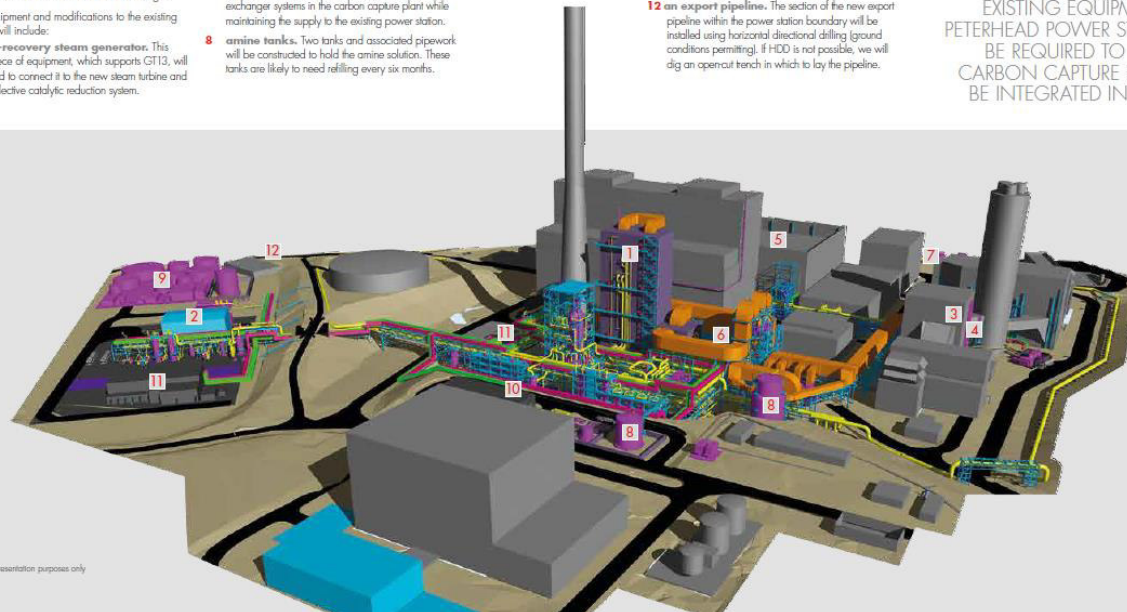 ipment and modifications to the existing
will include:
-recovery steam generator. This
ece of equipment, which supports GT13, will
d to connect it to the new steam turbine and
lective catalytic reduction system.
exchanger systems in the carbon capture plant while
maintaining the supply to the existing power station.
8 amine tanks. Two tanks and associated pipework
will be constructed to hold the amine solution. These
tanks are likely to need refilling every six months.
12 an export pipeline. The section of the new export
pipeline within the power station boundary will be
installed using horizontal directional drilling (ground
conditions permitting). If HDD is not possible, we will
dig an open-cut trench in which to lay the pipeline.
EXISTING EQUIPM
PETERHEAD POWER S
BE REQUIRED TO
CARBON CAPTURE
BE INTEGRATED IN
12
1
5
7
9
2
3
4
11
6
11
10
8
8
esentation purposes only